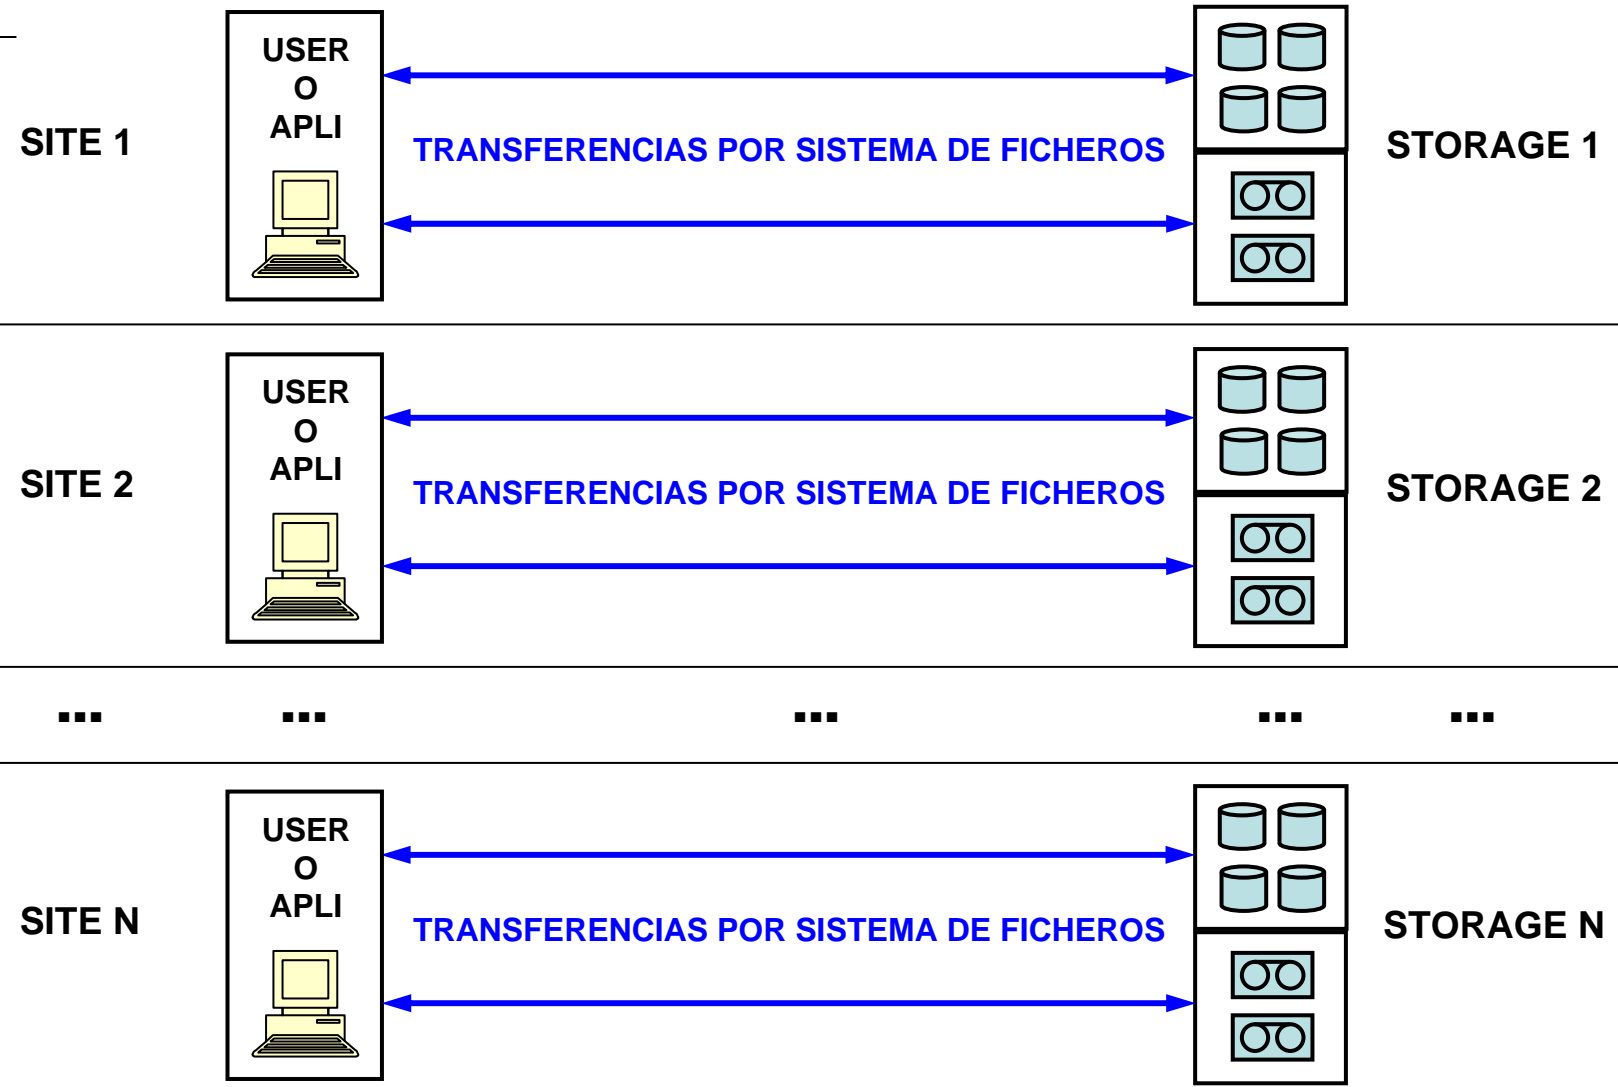 USER
O
APLI
SITE 1
TRANSFERENCIAS POR SISTEMA DE FICHEROS
STORAGE 1
USER
O
APLI
SITE 2
TRANSFERENCIAS POR SISTEMA DE FICHEROS
STORAGE 2
... ... ... ... ...
USER
O
APLI
SITE N
TRANSFERENCIAS POR SISTEMA DE FICHEROS
STORAGE N